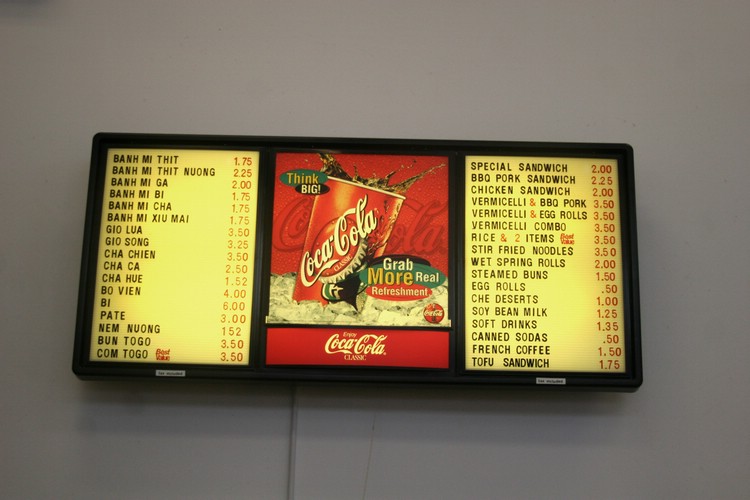 BANH MI THIT 1.75
BANH MI THIT NUONG 2.25
BANH MI GA 2.00
BANH MI BI 1.75
BANH MI CHA 1.75
BANH MI XIU MAI 1.75
GIO LUA 3.50
GIO SONG 3.25
CHA CHIEN 3.50
CHA CA 2.50
CHA HUE 1.52
BO VIEN 4.00
BI 6.00
PATE 3.00
NEM NUONG 152
BUN TOGO 3.50
COM TOGO Best Value 3.50
Tax included
Think BIG!
Coca-Cola
CLASSIC
Grab
More Real
Refreshment
Coca-Cola
Enjoy
Coca-Cola
CLASSIC
SPECIAL SANDWICH 2.00
BBQ PORK SANDWICH 2.25
CHICKEN SANDWICH 2.00
VERMICELLI & BBQ PORK 3.50
VERMICELLI & EGG ROLLS 3.50
VERMICELLI COMBO 3.50
RICE & 2 ITEMS Best Value 3.50
STIR FRIED NOODLES 3.50
WET SPRING ROLLS 2.00
STEAMED BUNS 1.50
EGG ROLLS .50
CHE DESERTS 1.00
SOY BEAN MILK 1.25
SOFT DRINKS 1.35
CANNED SODAS .50
FRENCH COFFEE 1.50
TOFU SANDWICH 1.75
Tax included